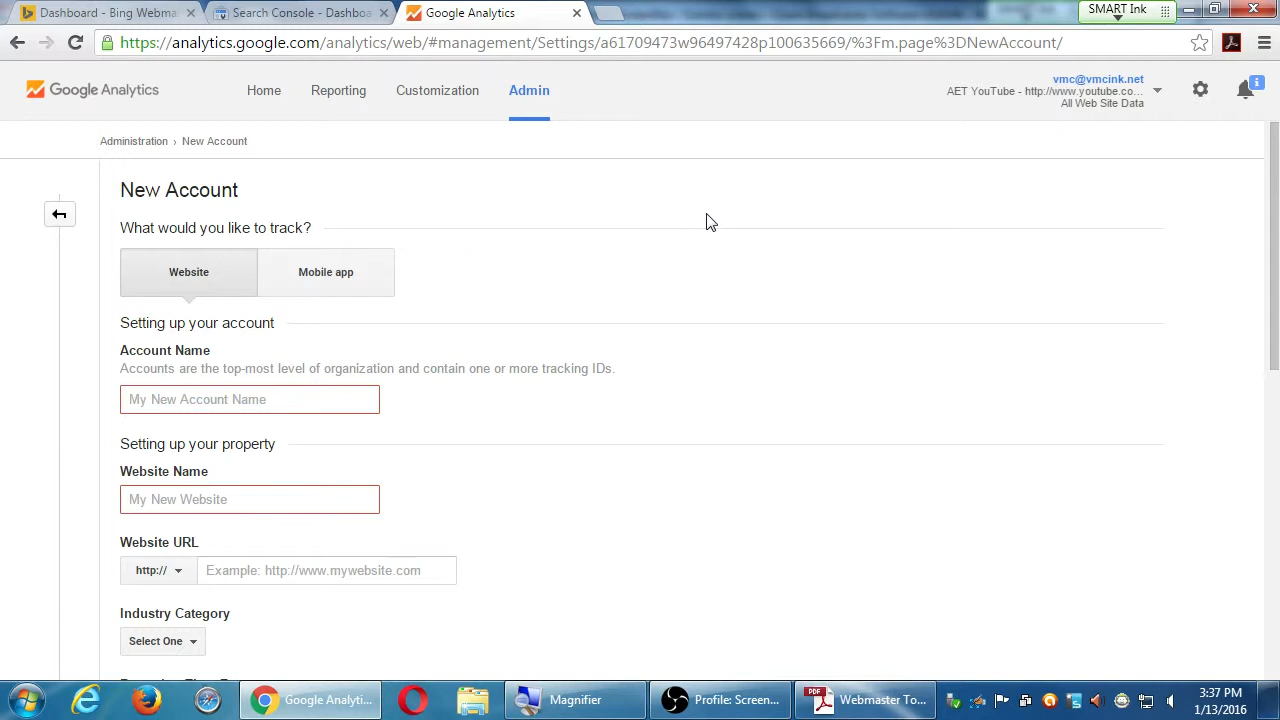 Dashboard - Bing Webma
Search Console - Dashboa
Google Analytics
SMART Ink
https://analytics.google.com/analytics/web/#management/Settings/a61709473w96497428p100635669/%3Fm.page%3DNewAccount/
Google Analytics
Home
Reporting
Customization
Admin
vmc@vmcink.net
AET YouTube - http://www.youtube.co...
All Web Site Data
Administration › New Account
New Account
What would you like to track?
Website
Mobile app
Setting up your account
Account Name
Accounts are the top-most level of organization and contain one or more tracking IDs.
My New Account Name
Setting up your property
Website Name
My New Website
Website URL
http://
Example: http://www.mywebsite.com
Industry Category
Select One
Google Analyti...
Magnifier
Profile: Screen...
Webmaster To...
3:37 PM
1/13/2016